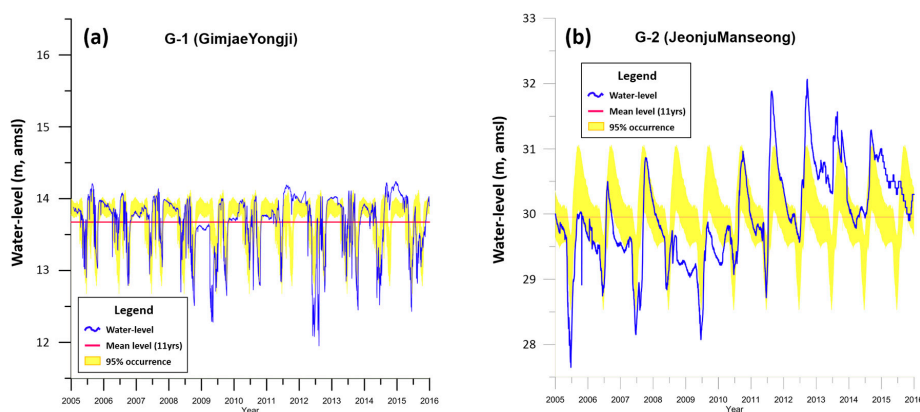 (a)
G-1 (GimjaeYongji)
Water-level (m, amsl)
16
15
14
13
12
Legend
Water-level
Mean level (11yrs)
95% occurrence
2005 2006 2007 2008 2009 2010 2011 2012 2013 2014 2015 2016
Year
(b)
G-2 (JeonjuManseong)
Water-level (m, amsl)
33
32
31
30
29
28
Legend
Water-level
Mean level (11yrs)
95% occurrence
2005 2006 2007 2008 2009 2010 2011 2012 2013 2014 2015 2016
Year